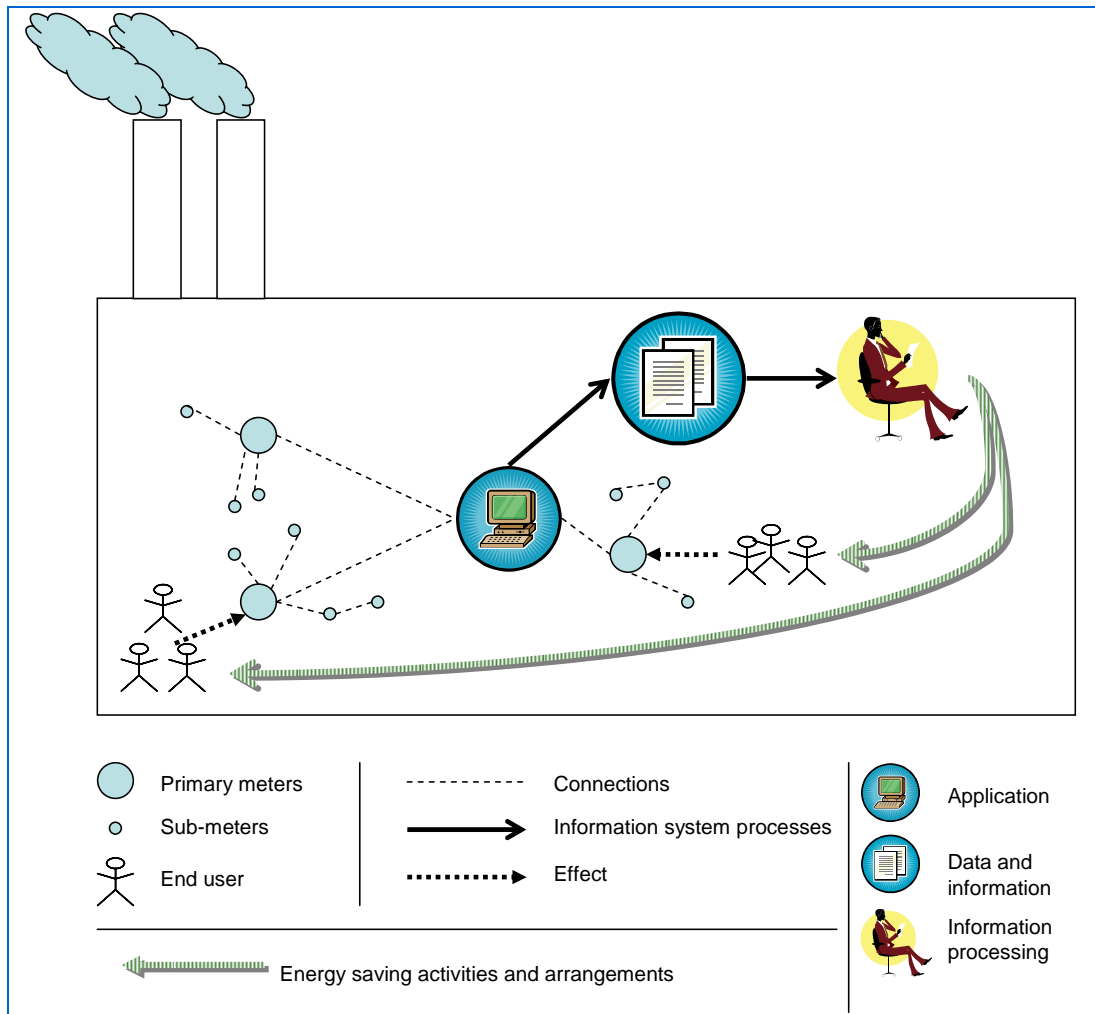 Primary meters
Sub-meters
End user
Connections
Information system processes
Effect
Application
Data and
information
Information
processing
Energy saving activities and arrangements